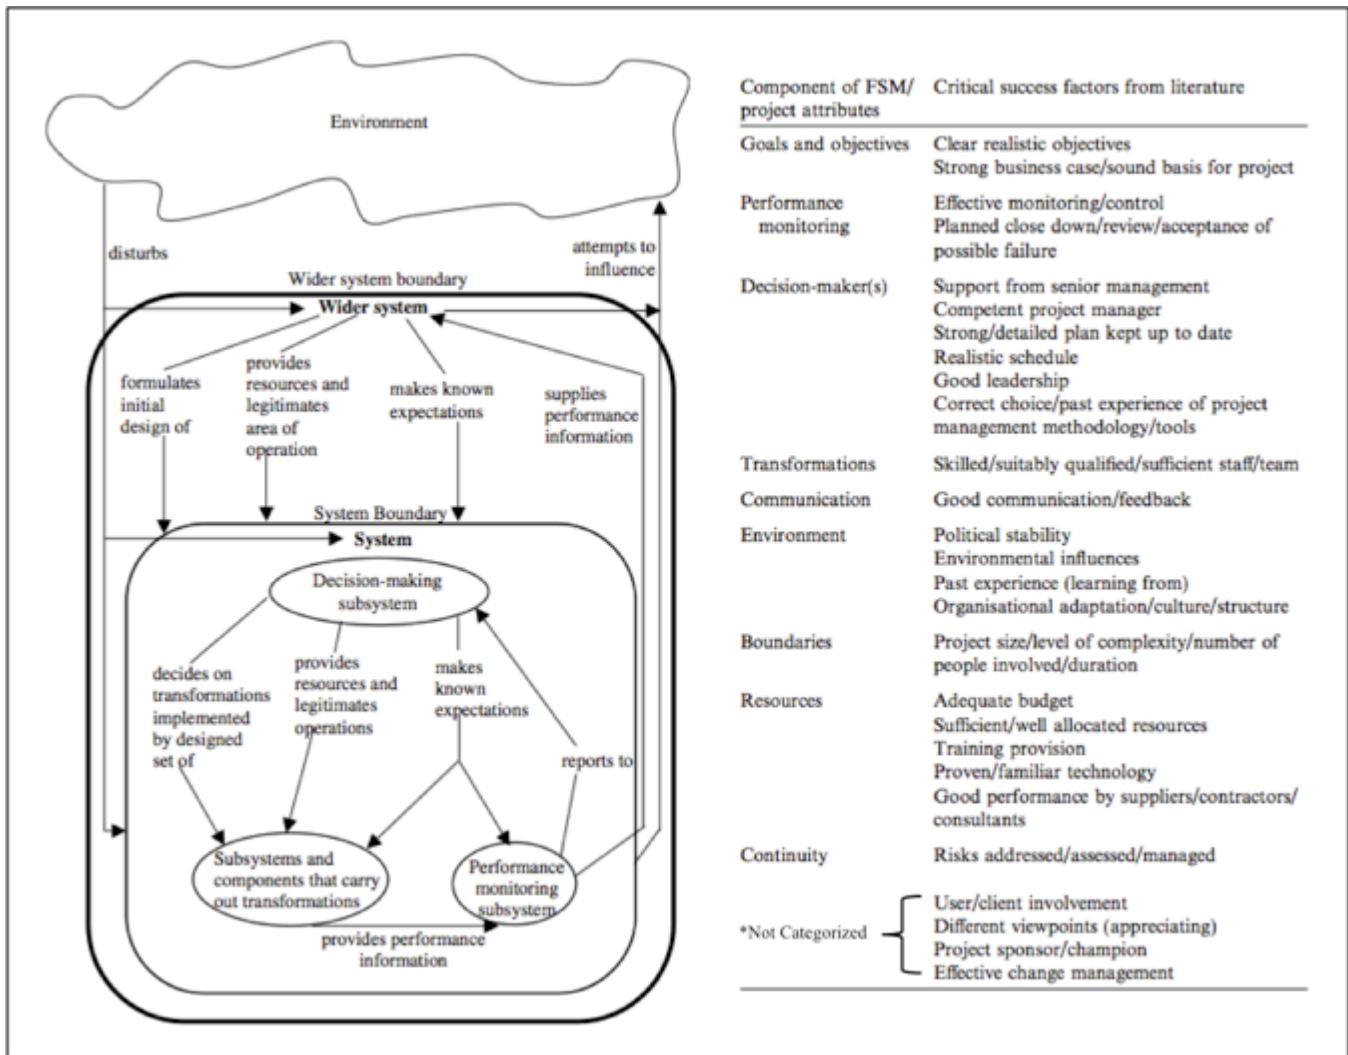 Environment
disturbs
attempts to
influence
Wider system boundary
Wider system
formulates
initial
design of
provides
resources and
legitimates
area of
operation
makes known
expectations
supplies
performance
information
System Boundary
System
Decision-making
subsystem
decides on
transformations
implemented
by designed
set of
provides
resources and
legitimates
operations
makes
known
expectations
reports to
Subsystems and
components that carry
out transformations
Performance
monitoring
subsystem
provides performance
information
Component of FSM/ Critical success factors from literature
project attributes
Goals and objectives Clear realistic objectives
Strong business case/sound basis for project
Performance Effective monitoring/control
monitoring Planned close down/review/acceptance of
possible failure
Decision-maker(s) Support from senior management
Competent project manager
Strong/detailed plan kept up to date
Realistic schedule
Good leadership
Correct choice/past experience of project
management methodology/tools
Transformations Skilled/suitably qualified/sufficient staff/team
Communication Good communication/feedback
Environment Political stability
Environmental influences
Past experience (learning from)
Organisational adaptation/culture/structure
Boundaries Project size/level of complexity/number of
people involved/duration
Resources Adequate budget
Sufficient/well allocated resources
Training provision
Proven/familiar technology
Good performance by suppliers/contractors/
consultants
Continuity Risks addressed/assessed/managed
*Not Categorized User/client involvement
Different viewpoints (appreciating)
Project sponsor/champion
Effective change management